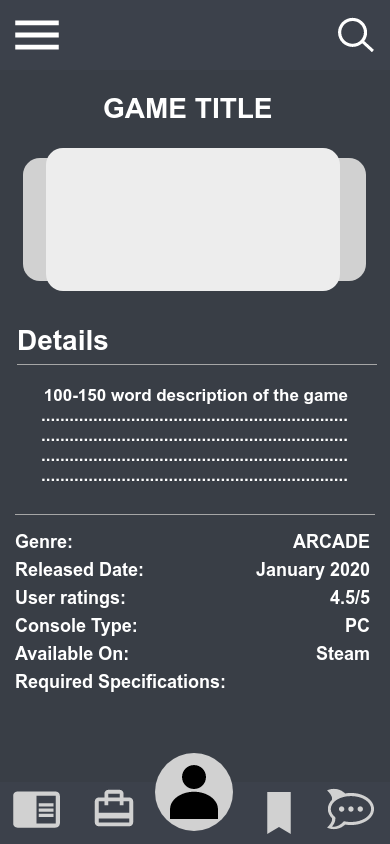 GAME TITLE
Details
100-150 word description of the game
................................................................
................................................................
................................................................
................................................................
Genre: ARCADE
Released Date: January 2020
User ratings: 4.5/5
Console Type: PC
Available On: Steam
Required Specifications: